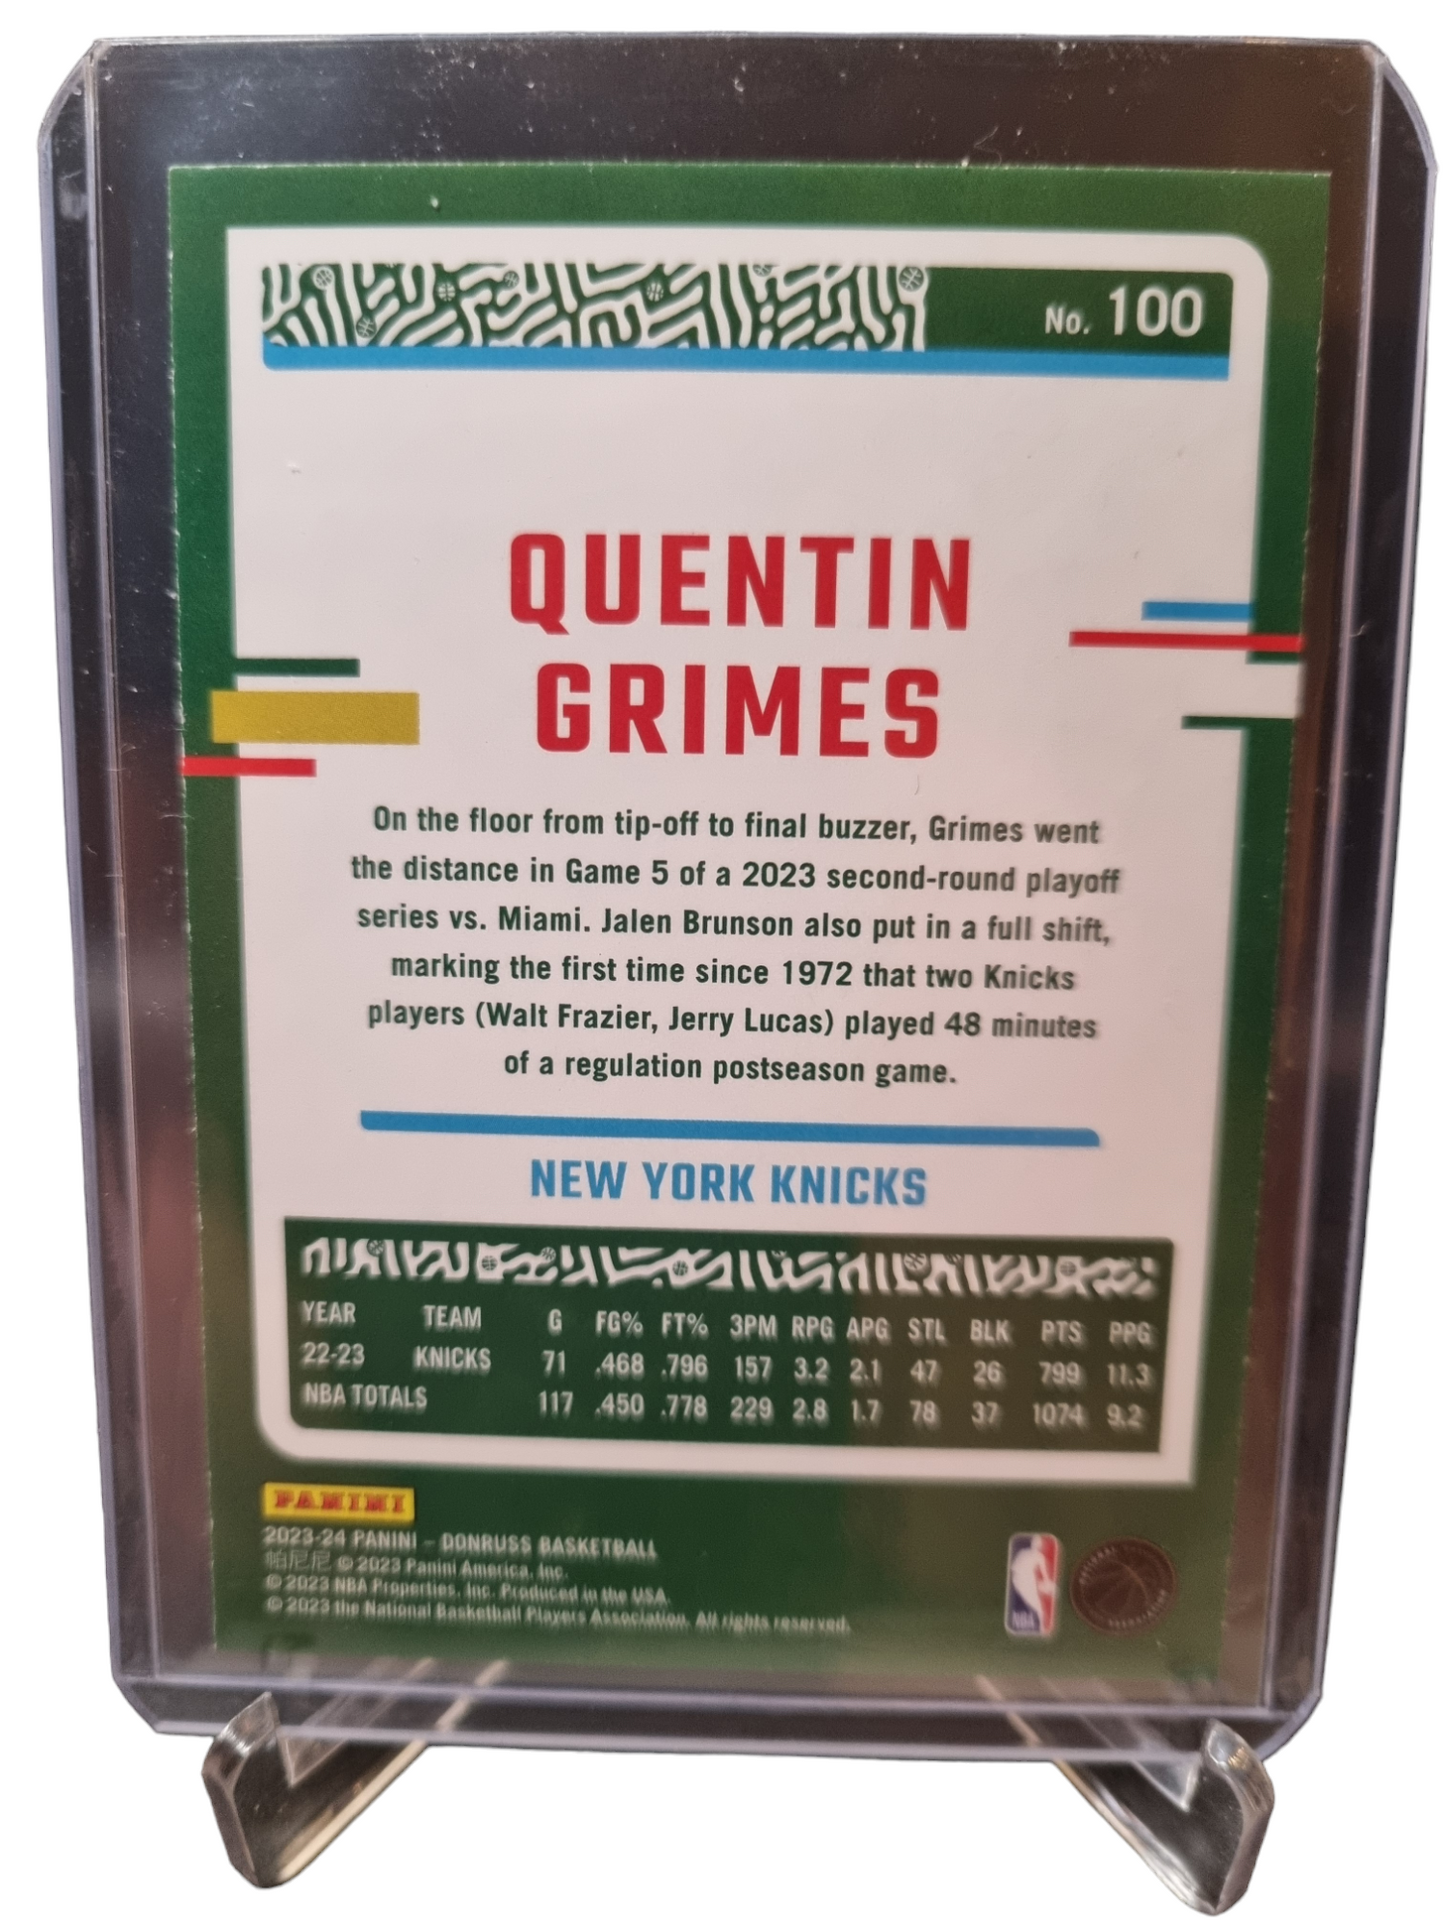 No. 100
QUENTIN
GRIMES
On the floor from tip-off to final buzzer, Grimes went
the distance in Game 5 of a 2023 second-round playoff
series vs. Miami. Jalen Brunson also put in a full shift,
marking the first time since 1972 that two Knicks
players (Walt Frazier, Jerry Lucas) played 48 minutes
of a regulation postseason game.
NEW YORK KNICKS
YEAR TEAM G FG% FT% 3PM RPG APG STL BLK PTS PPG
22-23 KNICKS 71 .468 .796 157 3.2 2.1 47 26 799 11.3
NBA TOTALS 117 .450 .778 229 2.8 1.7 78 37 1074 9.2
PANINI
2023-24 PANINI – DONRUSS BASKETBALL
帕尼尼 © 2023 Panini America, Inc.
© 2023 NBA Properties, Inc. Produced in the USA.
© 2023 the National Basketball Players Association. All rights reserved.
NBA